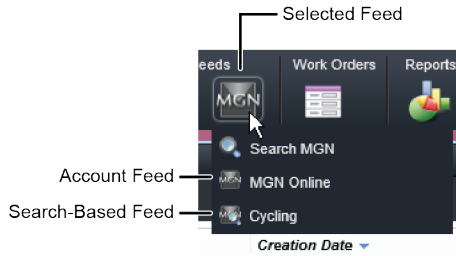 Selected Feed
eeds
Work Orders
Reports
MGN
Search MGN
Account Feed
MGN
MGN Online
Search-Based Feed
Cycling
Creation Date